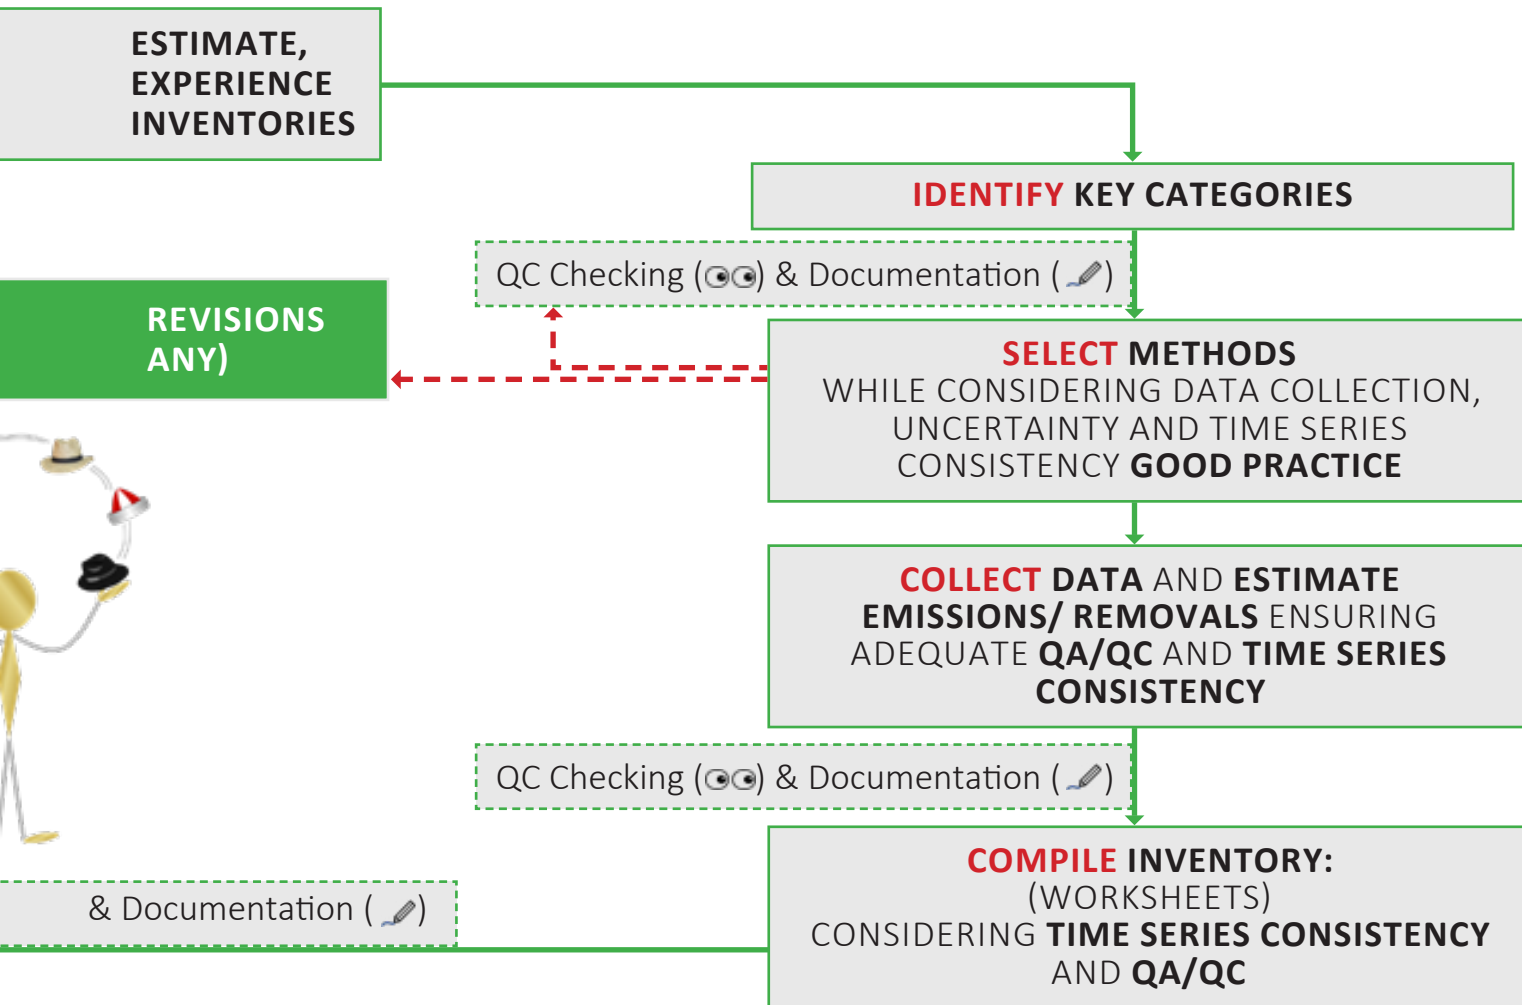 ESTIMATE,
EXPERIENCE
INVENTORIES
IDENTIFY KEY CATEGORIES
QC Checking () & Documentation ()
REVISIONS
ANY)
SELECT METHODS
WHILE CONSIDERING DATA COLLECTION,
UNCERTAINTY AND TIME SERIES
CONSISTENCY GOOD PRACTICE
COLLECT DATA AND ESTIMATE
EMISSIONS/ REMOVALS ENSURING
ADEQUATE QA/QC AND TIME SERIES
CONSISTENCY
QC Checking () & Documentation ()
COMPILE INVENTORY:
(WORKSHEETS)
CONSIDERING TIME SERIES CONSISTENCY
AND QA/QC
& Documentation ()